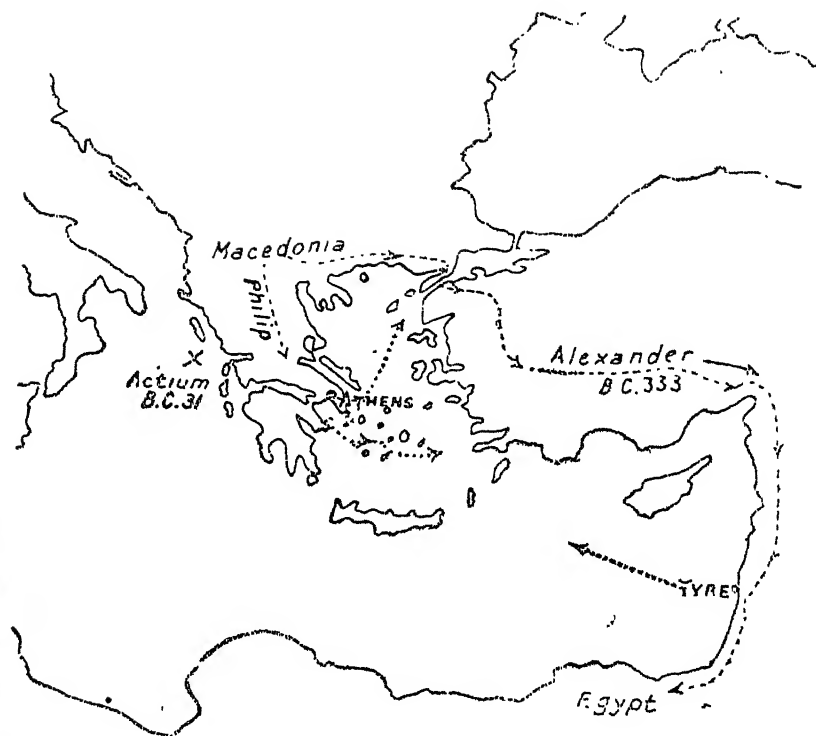 Macedonia
Philip
Alexander
B.C.333
Actium
B.C.31
ATHENS
TYRE
Egypt